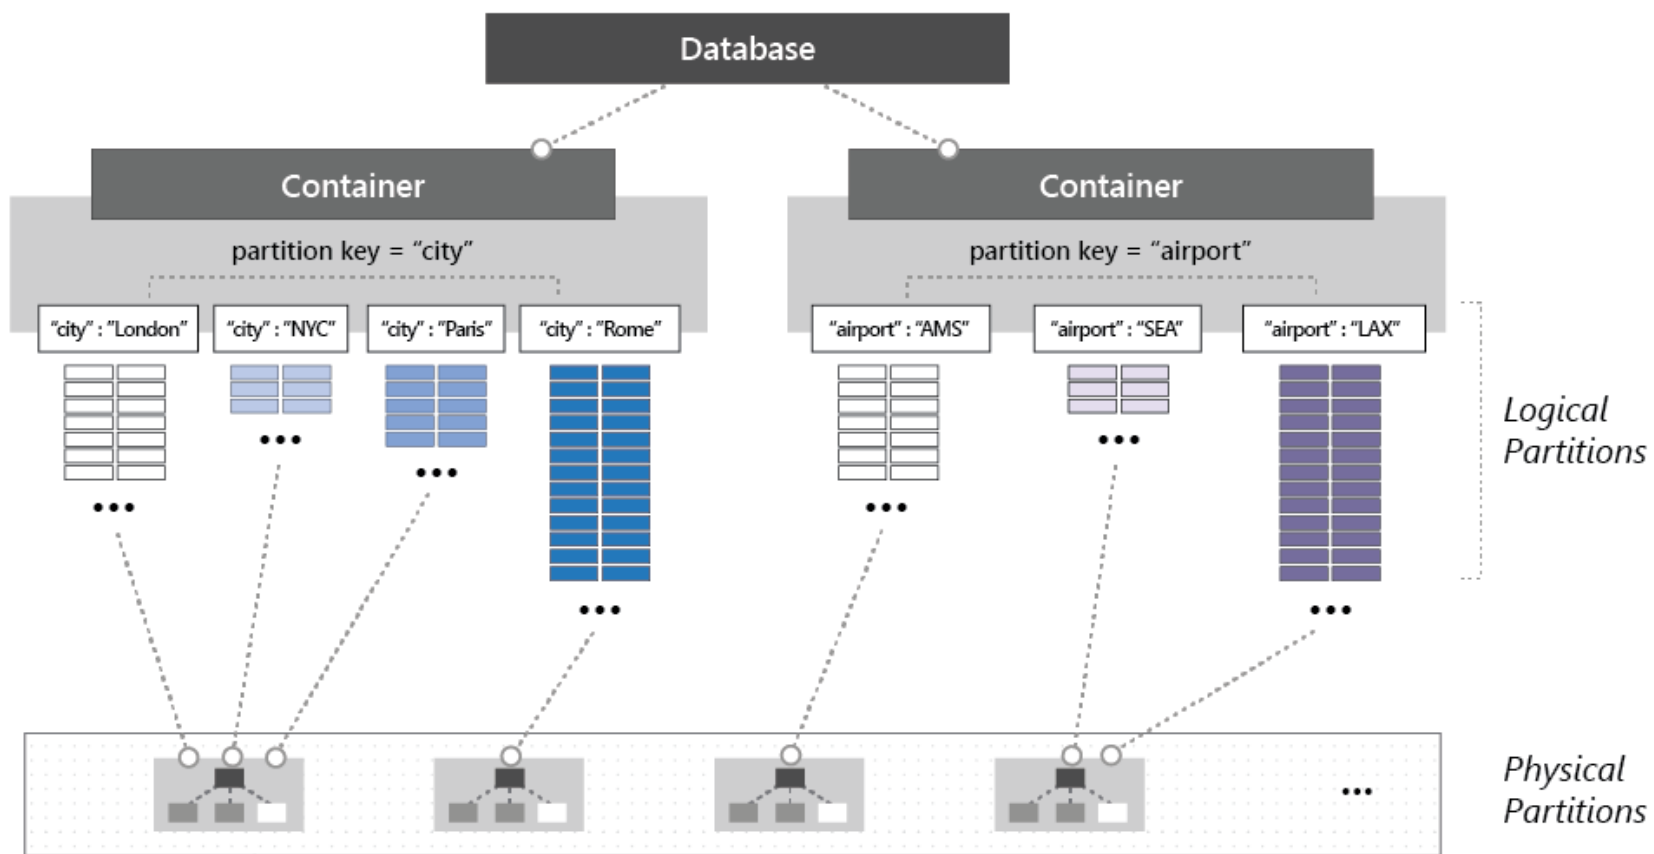 Database
Container
Container
partition key = “city”
partition key = “airport”
“city” : “London”
“city” : “NYC”
“city” : “Paris”
“city” : “Rome”
“airport” : “AMS”
“airport” : “SEA”
“airport” : “LAX”
Logical
Partitions
Physical
Partitions